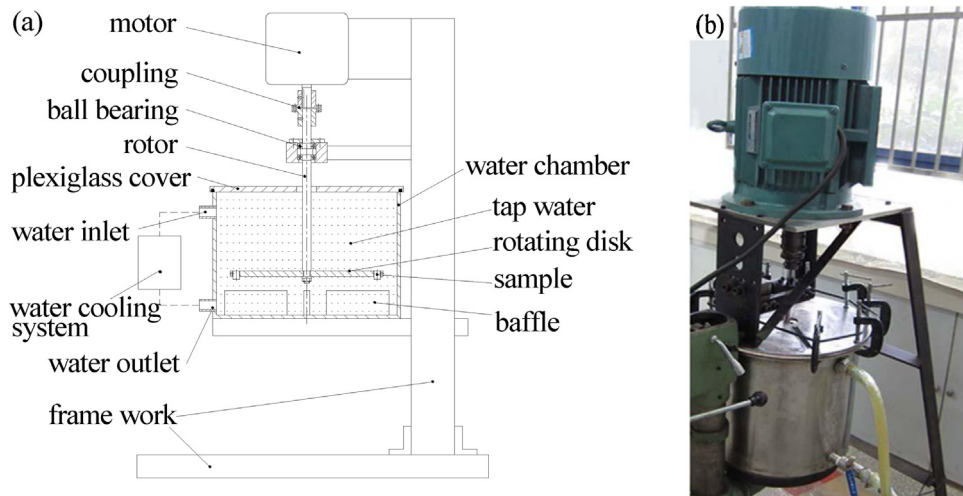 (a)
motor
coupling
ball bearing
rotor
plexiglass cover
water inlet
water cooling
system
water outlet
frame work
water chamber
tap water
rotating disk
sample
baffle
(b)